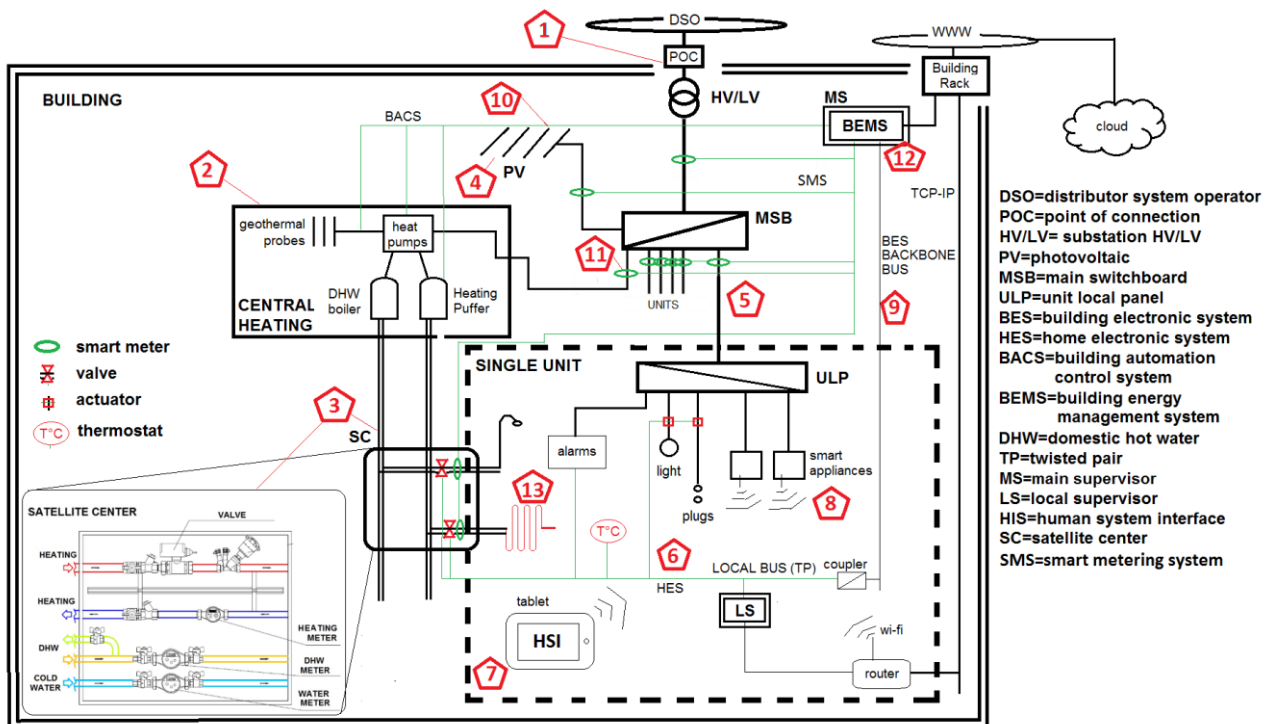 DSO
WWW
1
POC
Building
Rack
BUILDING
HV/LV
MS
10
BEMS
cloud
BACS
12
2
4
PV
SMS
TCP-IP
geothermal
probes
heat
pumps
MSB
BES
BACKBONE
BUS
11
DHW
boiler
Heating
Puffer
UNITS
5
9
CENTRAL
HEATING
smart meter
valve
actuator
T°C
thermostat
SINGLE UNIT
ULP
3
SC
alarms
light
smart
appliances
plugs
8
13
T°C
6
LOCAL BUS (TP)
coupler
HES
tablet
LS
HSI
wi-fi
7
router
SATELLITE CENTER
VALVE
HEATING
HEATING
HEATING
METER
DHW
DHW
METER
COLD
WATER
WATER
METER
DSO=distributor system operator
POC=point of connection
HV/LV= substation HV/LV
PV=photovoltaic
MSB=main switchboard
ULP=unit local panel
BES=building electronic system
HES=home electronic system
BACS=building automation
control system
BEMS=building energy
management system
DHW=domestic hot water
TP=twisted pair
MS=main supervisor
LS=local supervisor
HIS=human system interface
SC=satellite center
SMS=smart metering system